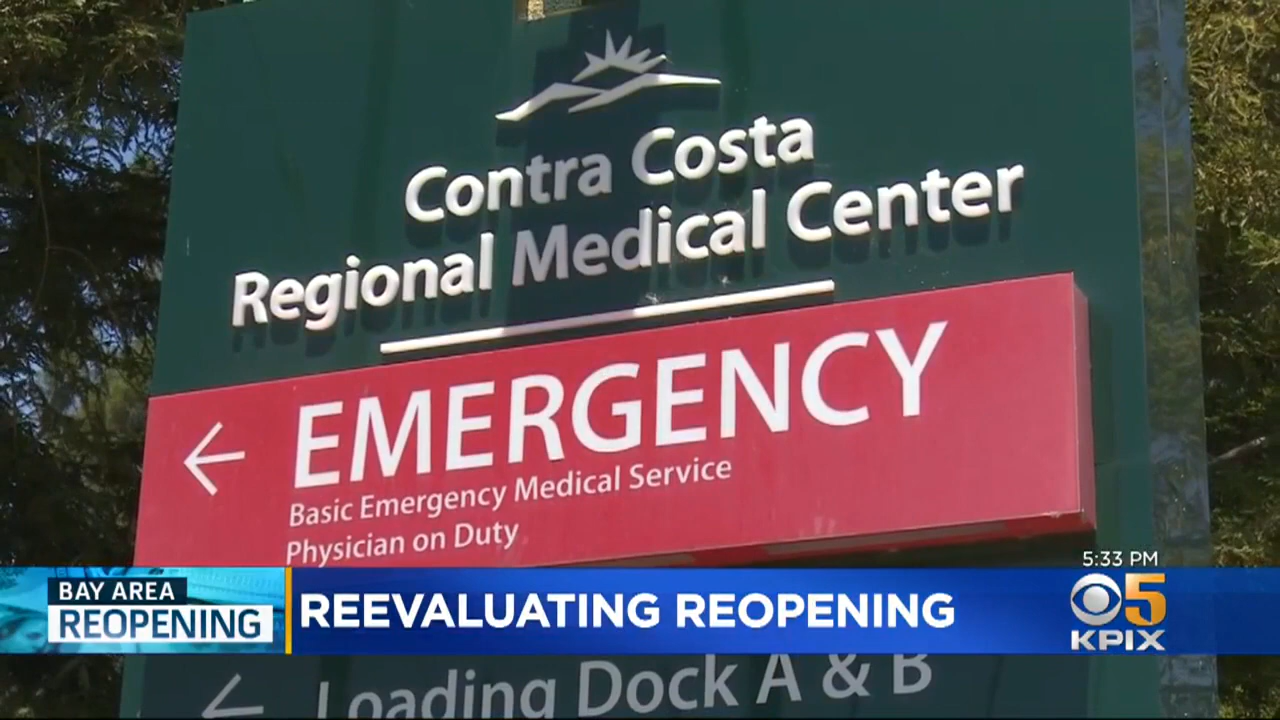 Contra Costa
Regional Medical Center
EMERGENCY
Basic Emergency Medical Service
Physician on Duty
5:33 PM
BAY AREA
REOPENING
REEVALUATING REOPENING
5
KPIX
Loading Dock A & B